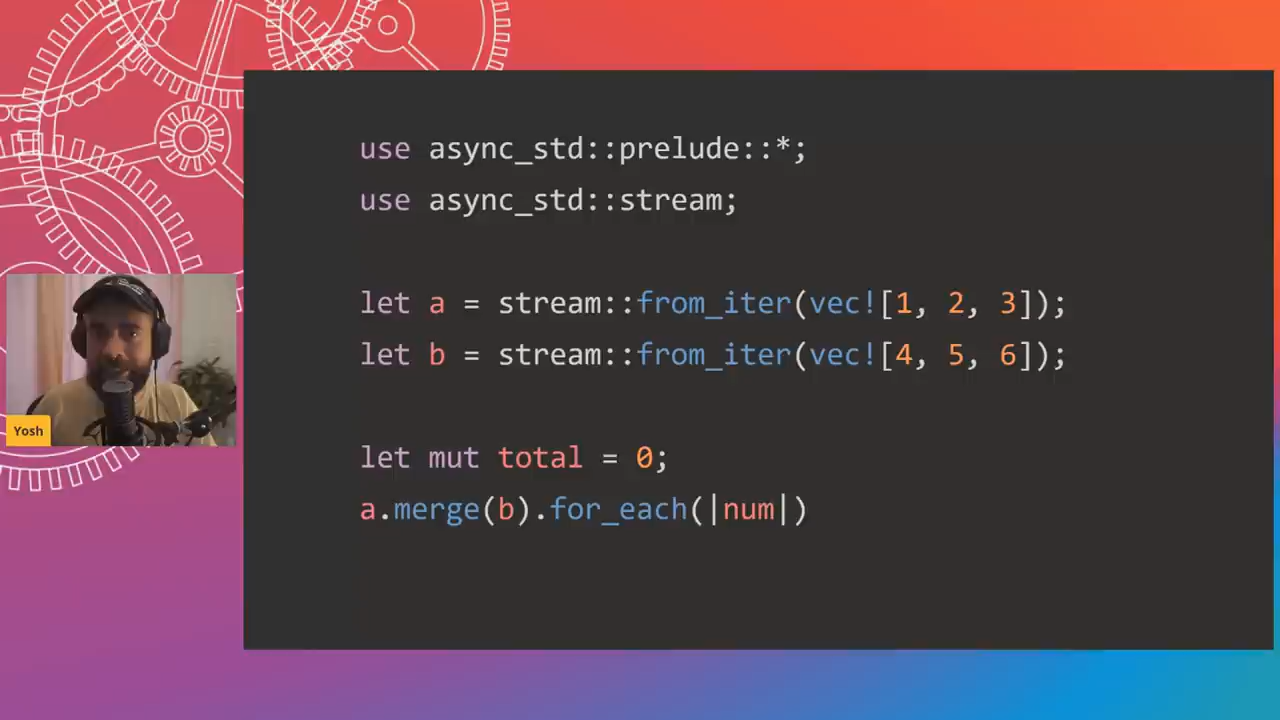 use async_std::prelude::*;
use async_std::stream;
let a = stream::from_iter(vec![1, 2, 3]);
let b = stream::from_iter(vec![4, 5, 6]);
let mut total = 0;
a.merge(b).for_each(|num|)
Yosh